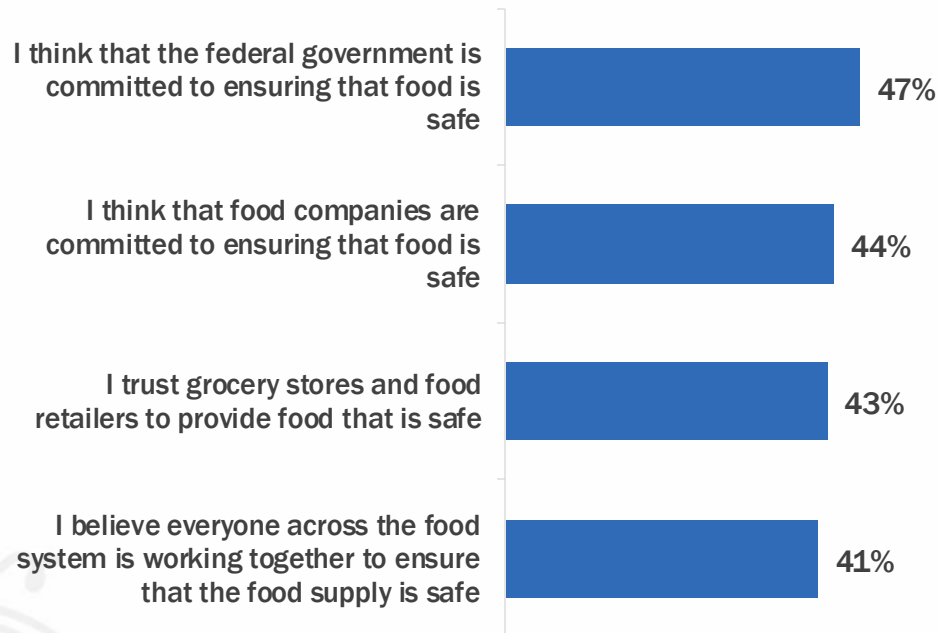 I think that the federal government is
committed to ensuring that food is
safe
47%
I think that food companies are
committed to ensuring that food is
safe
44%
I trust grocery stores and food
retailers to provide food that is safe
43%
I believe everyone across the food
system is working together to ensure
that the food supply is safe
41%